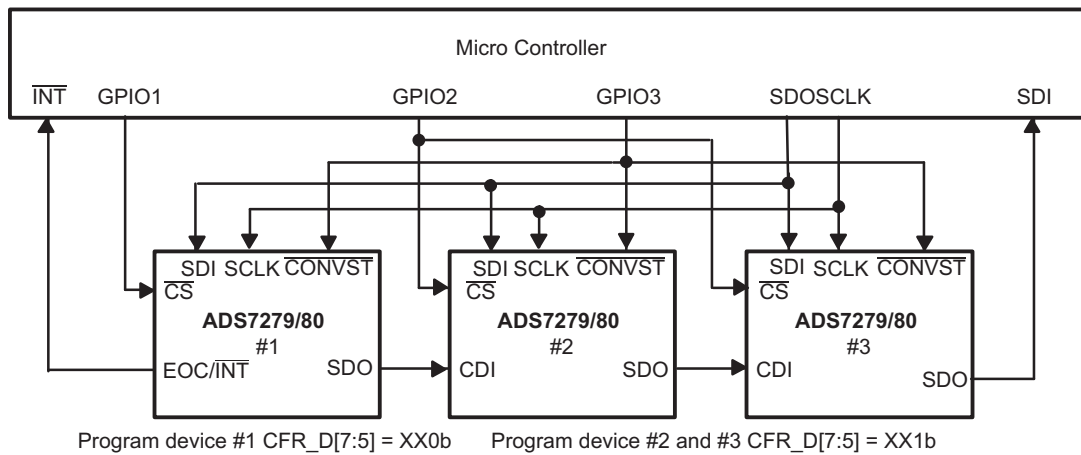 Micro Controller
INT GPIO1 GPIO2 GPIO3 SDOSCLK SDI
SDI SCLK CONVST
CS
ADS7279/80
#1
EOC/INT
SDO
SDI SCLK CONVST
CS
ADS7279/80
#2
CDI
SDO
SDI SCLK CONVST
CS
ADS7279/80
#3
CDI
SDO
Program device #1 CFR_D[7:5] = XX0b Program device #2 and #3 CFR_D[7:5] = XX1b